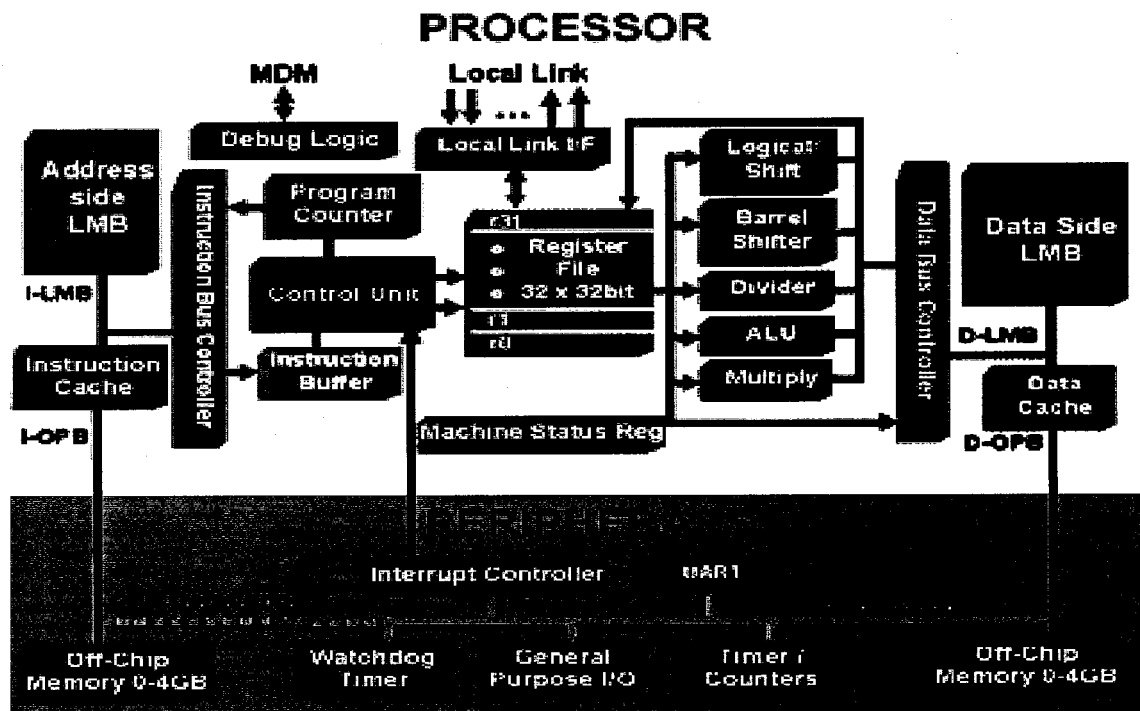 PROCESSOR
MDM
Local Link
...
Debug Logic
Local Link I/F
Address
side
LMB
Instruction Bus Controller
Program
Counter
Control Unit
Instruction
Buffer
r31
Register
File
32 x 32bit
r1
r0
Logical
Shift
Barrel
Shifter
Divider
ALU
Multiply
Data Bus Controller
Data Side
LMB
I-LMB
D-LMB
Instruction
Cache
Data
Cache
I-OPB
D-OPB
Machine Status Reg
PERIPHERALS
Interrupt Controller
UART
Off-Chip
Memory 0-4GB
Watchdog
Timer
General
Purpose I/O
Timer /
Counters
Off-Chip
Memory 0-4GB